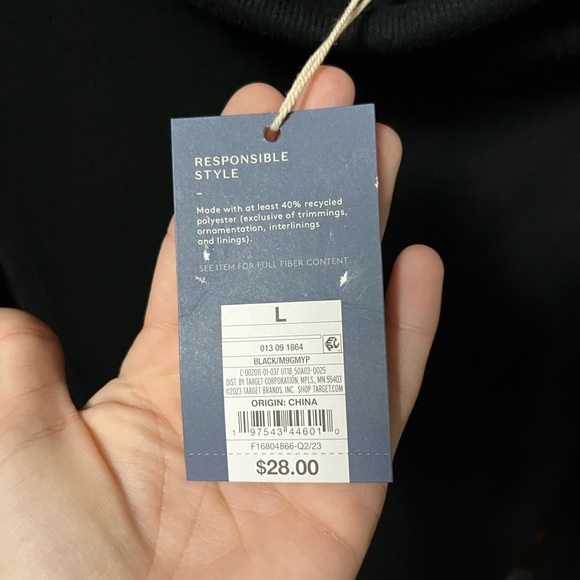 RESPONSIBLE
STYLE
Made with at least 40% recycled
polyester (exclusive of trimmings,
ornamentation, interlinings
and linings).
SEE ITEM FOR FULL FIBER CONTENT.
L
013 09 1864
BLACK/M9GMYP
C-002011-01-037 UT18_50A03-0025
DIST. BY TARGET CORPORATION, MPLS., MN 55403
©2023 TARGET BRANDS, INC. SHOP TARGET.COM
ORIGIN: CHINA
1 97543 44601 0
F16804866-Q2/23
$28.00